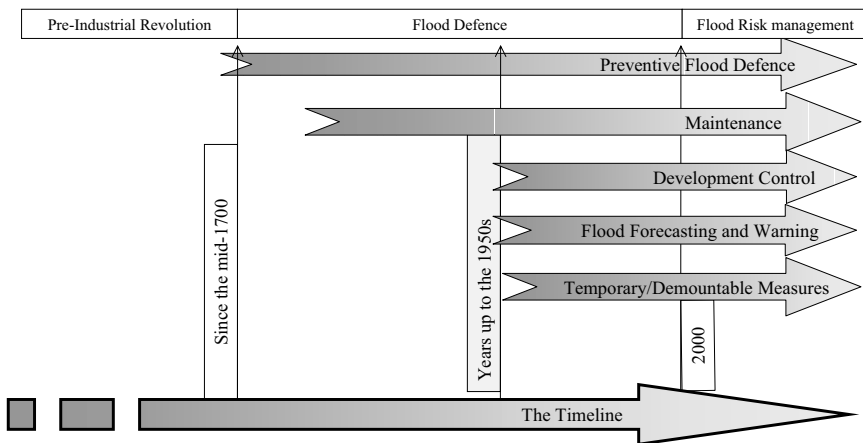 Pre-Industrial Revolution
Flood Defence
Flood Risk management
Preventive Flood Defence
Maintenance
Development Control
Flood Forecasting and Warning
Temporary/Demountable Measures
Since the mid-1700
Years up to the 1950s
2000
The Timeline